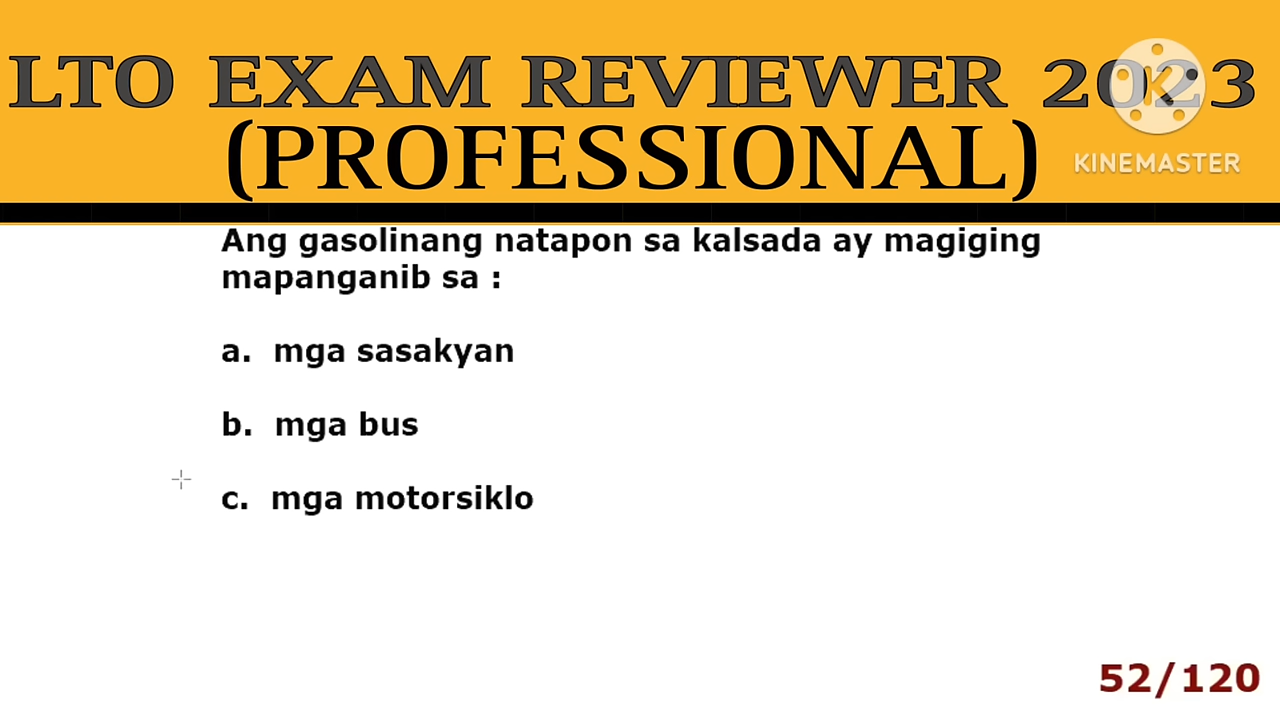 LTO EXAM REVIEWER 2023
(PROFESSIONAL)
KINEMASTER
Ang gasolinang natapon sa kalsada ay magiging
mapanganib sa :
a. mga sasakyan
b. mga bus
c. mga motorsiklo
52/120